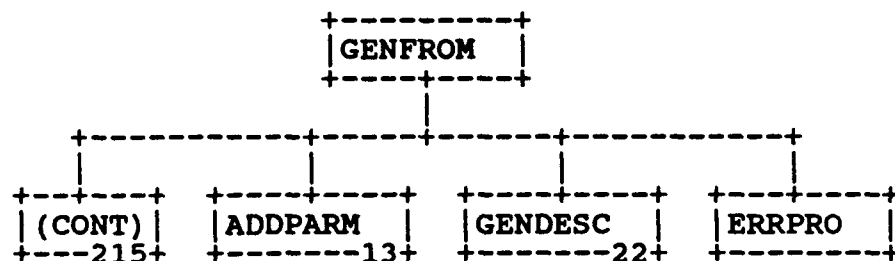 GENFROM
(CONT) ADDPARM GENDESC ERRPRO
215 13 22